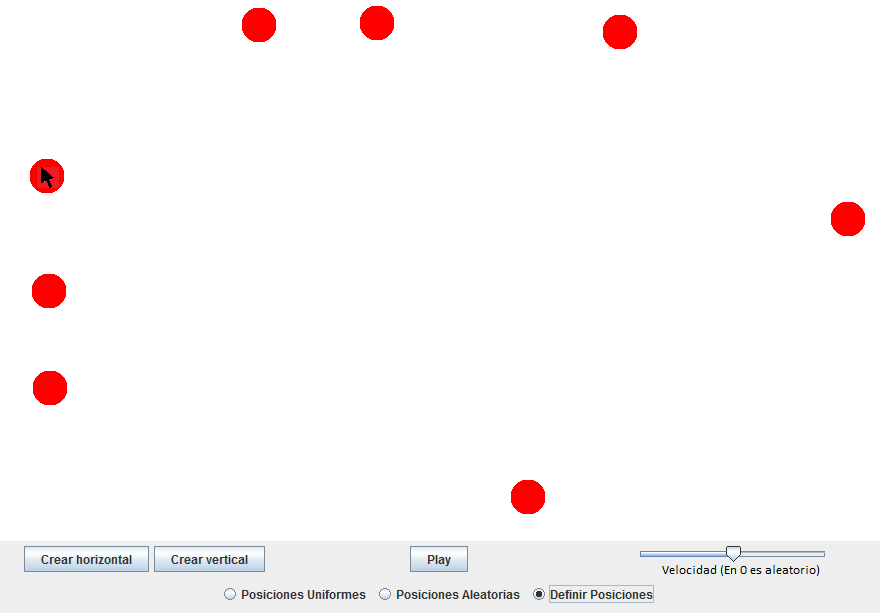 Crear horizontal Crear vertical Play
Velocidad (En 0 es aleatorio)
Posiciones Uniformes Posiciones Aleatorias Definir Posiciones